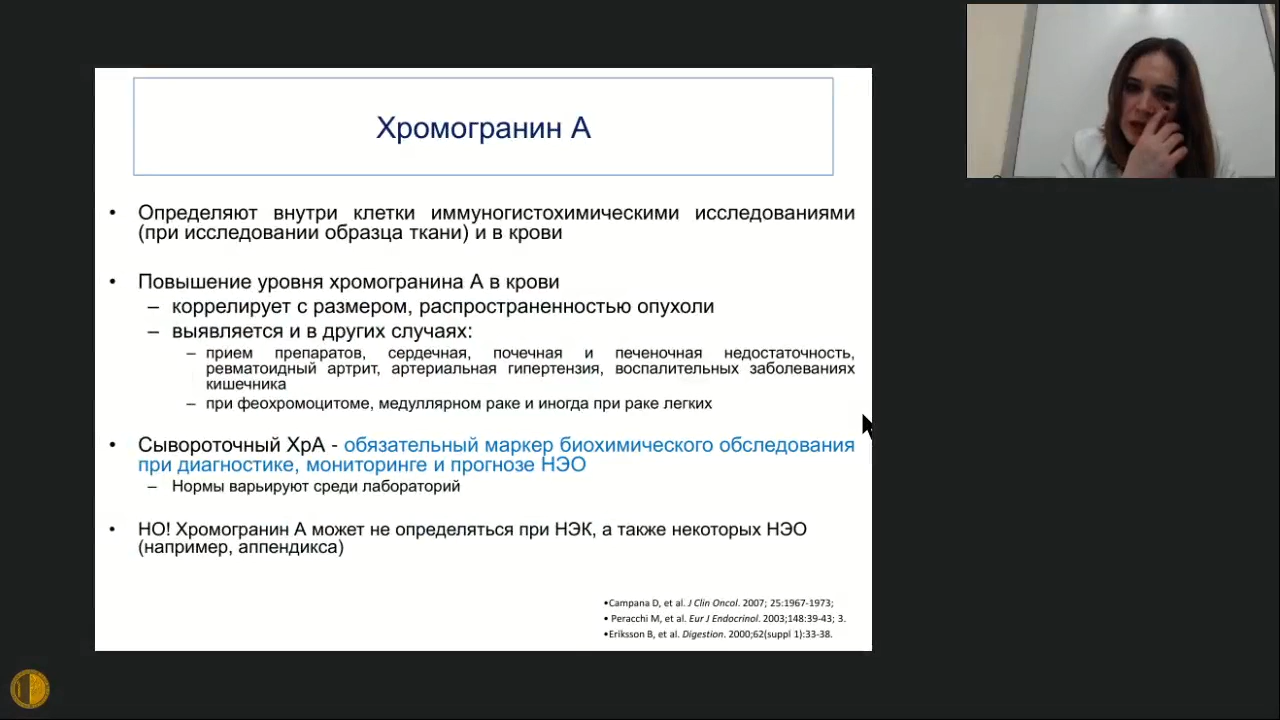 Хромогранин А
• Определяют внутри клетки иммуногистохимическими исследованиями
(при исследовании образца ткани) и в крови
• Повышение уровня хромогранина А в крови
– коррелирует с размером, распространенностью опухоли
– выявляется и в других случаях:
– прием препаратов, сердечная, почечная и печеночная недостаточность,
ревматоидный артрит, артериальная гипертензия, воспалительных заболеваниях
кишечника
– при феохромоцитоме, медуллярном раке и иногда при раке легких
• Сывороточный ХрА - обязательный маркер биохимического обследования
при диагностике, мониторинге и прогнозе НЭО
– Нормы варьируют среди лабораторий
• НО! Хромогранин А может не определяться при НЭК, а также некоторых НЭО
(например, аппендикса)
•Campana D, et al. J Clin Oncol. 2007; 25:1967-1973;
• Peracchi M, et al. Eur J Endocrinol. 2003;148:39-43; 3.
•Eriksson B, et al. Digestion. 2000;62(suppl 1):33-38.